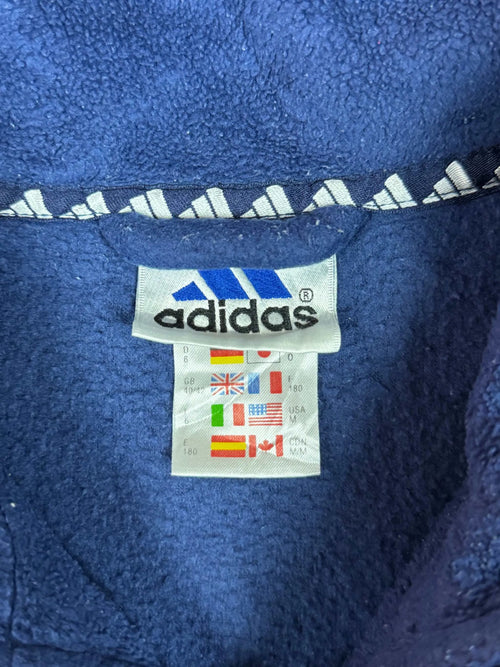 adidas ®
D 6 O
GB 40/42 F 180
I 6 USA M
E 180 CDN M/M